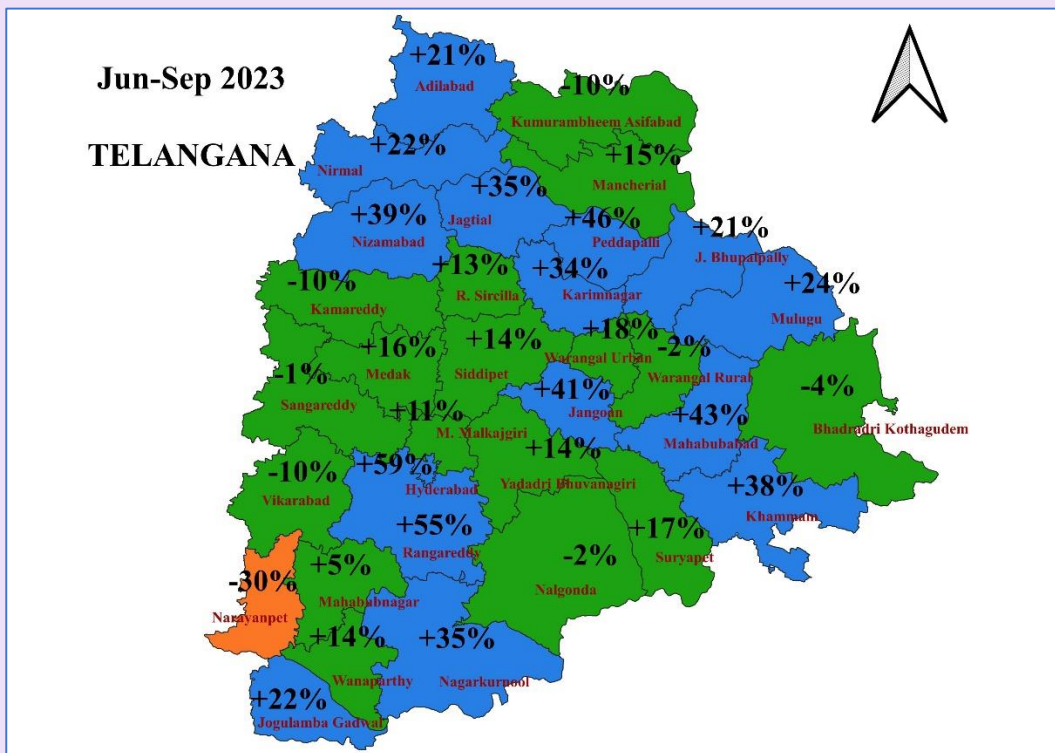 +21%
Adilabad
Jun-Sep 2023
-10%
Kumurambheem Asifabad
TELANGANA
+22%
Nirmal
+15%
Mancherial
+35%
Jagtial
+39%
Nizamabad
+46%
Peddapalli
+21%
J. Bhupalpally
+13%
R. Sircilla
+34%
Karimnagar
-10%
Kamareddy
+24%
Mulugu
+16%
Medak
+14%
Siddipet
+18%
Warangal Urban
-2%
Warangal Rural
-1%
Sangareddy
+41%
Jangoan
-4%
Bhadradri Kothagudem
+11%
M. Malkajgiri
+43%
Mahabubabad
-10%
Vikarabad
+59%
Hyderabad
+14%
Yadadri Bhuvanagiri
+38%
Khammam
+55%
Rangareddy
+17%
Suryapet
-30%
Narayanpet
+5%
Mahabubnagar
-2%
Nalgonda
+14%
Wanaparthy
+35%
Nagarkurnool
+22%
Jogulamba Gadwal